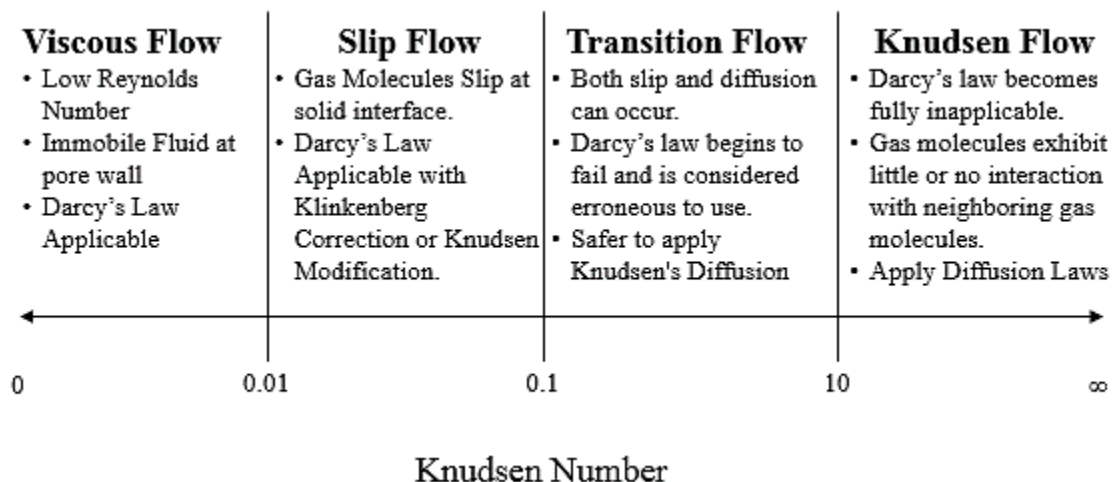 Viscous Flow
• Low Reynolds
Number
• Immobile Fluid at
pore wall
• Darcy’s Law
Applicable
Slip Flow
• Gas Molecules Slip at
solid interface.
• Darcy’s Law
Applicable with
Klinkenberg
Correction or Knudsen
Modification.
Transition Flow
• Both slip and diffusion
can occur.
• Darcy’s law begins to
fail and is considered
erroneous to use.
• Safer to apply
Knudsen's Diffusion
Knudsen Flow
• Darcy’s law becomes
fully inapplicable.
• Gas molecules exhibit
little or no interaction
with neighboring gas
molecules.
• Apply Diffusion Laws
0
0.01
0.1
10
∞
Knudsen Number